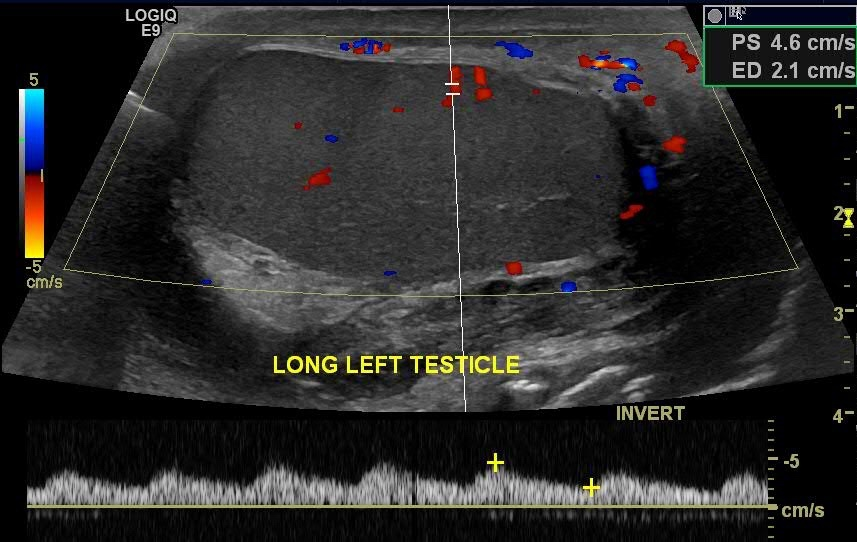 LOGIQ
E9
PS 4.6 cm/s
ED 2.1 cm/s
5
-5
cm/s
1
2
3
4
LONG LEFT TESTICLE
INVERT
-5
cm/s